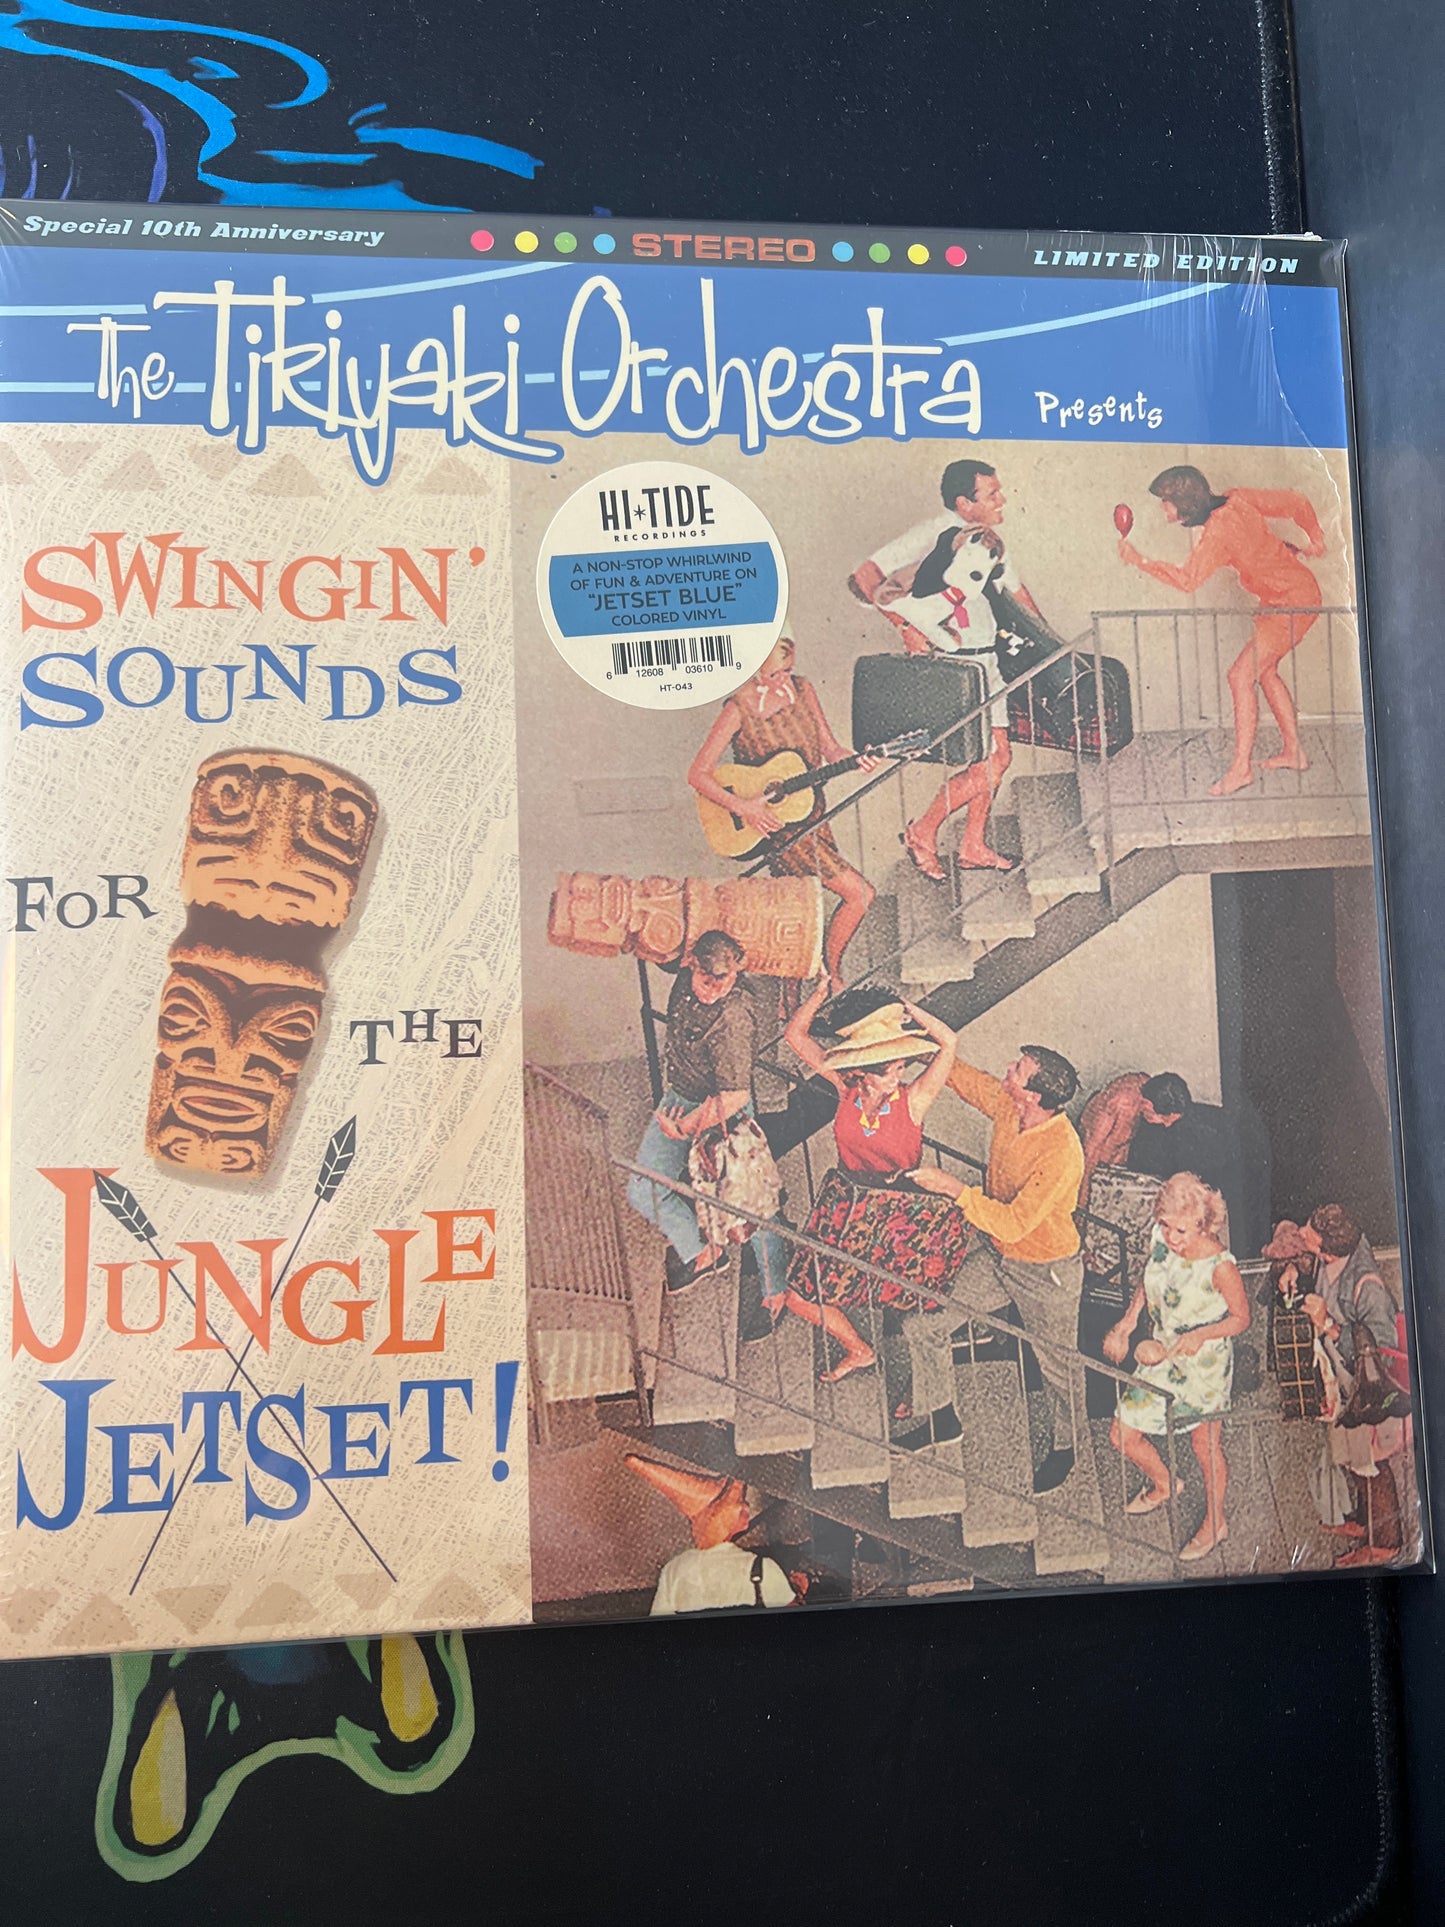 Special 10th Anniversary
STEREO
LIMITED EDITION
The Tikiyaki Orchestra Presents
SWINGIN'
SOUNDS
FOR
THE
JUNGLE
JETSET!
HI*TIDE
RECORDINGS
A NON-STOP WHIRLWIND
OF FUN & ADVENTURE ON
"JETSET BLUE"
COLORED VINYL
6 12608 03610 9
HT-043